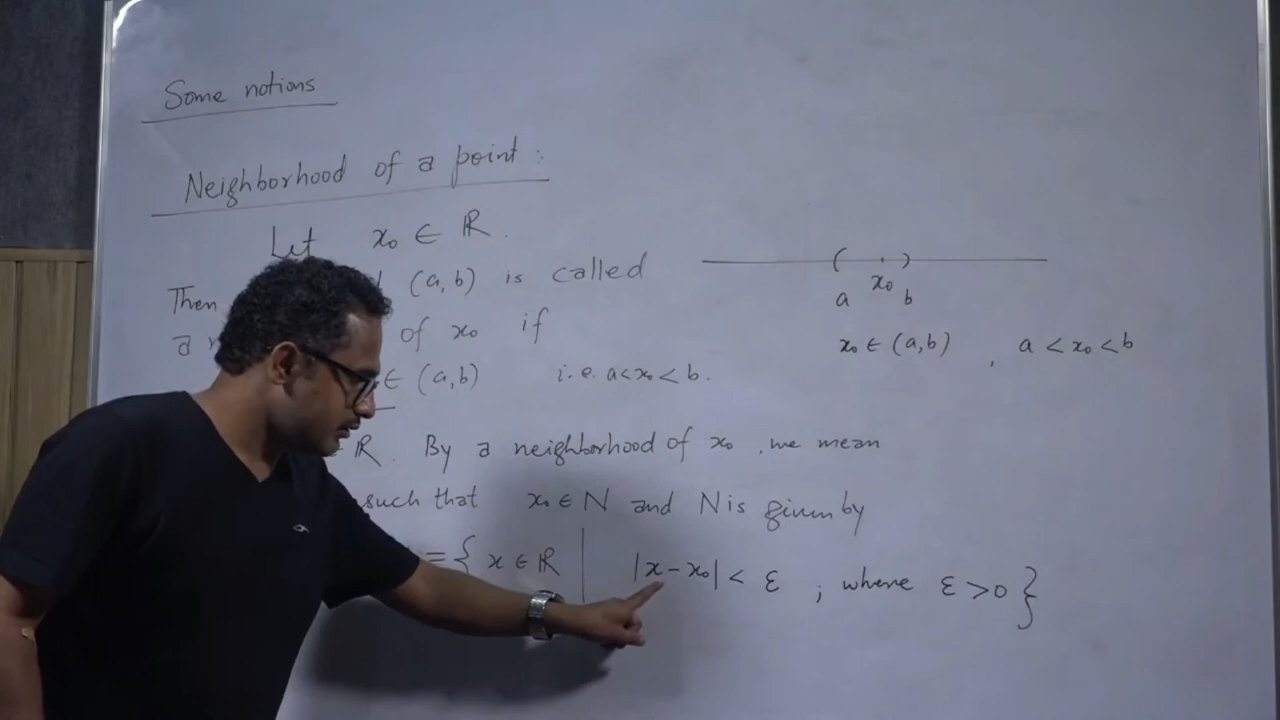 Some notions
Neighborhood of a point :
Let x₀ ∈ ℝ .
Then (a, b) is called
a of x₀ if
∈ (a,b) i.e. a<x₀<b.
ℝ. By a neighborhood of x₀, we mean
such that x₀ ∈ N and N is given by
= { x ∈ ℝ | |x - x₀| < ε ; where ε > 0 }
( . )
a x₀ b
x₀ ∈ (a,b) , a < x₀ < b